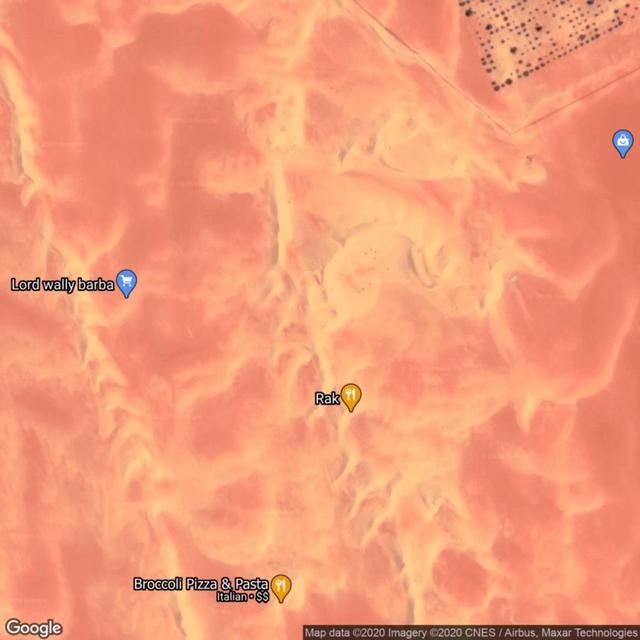 Lord wally barba
Rak
Broccoli Pizza & Pasta
Italian • $$
Google
Map data ©2020 Imagery ©2020 CNES / Airbus, Maxar Technologies